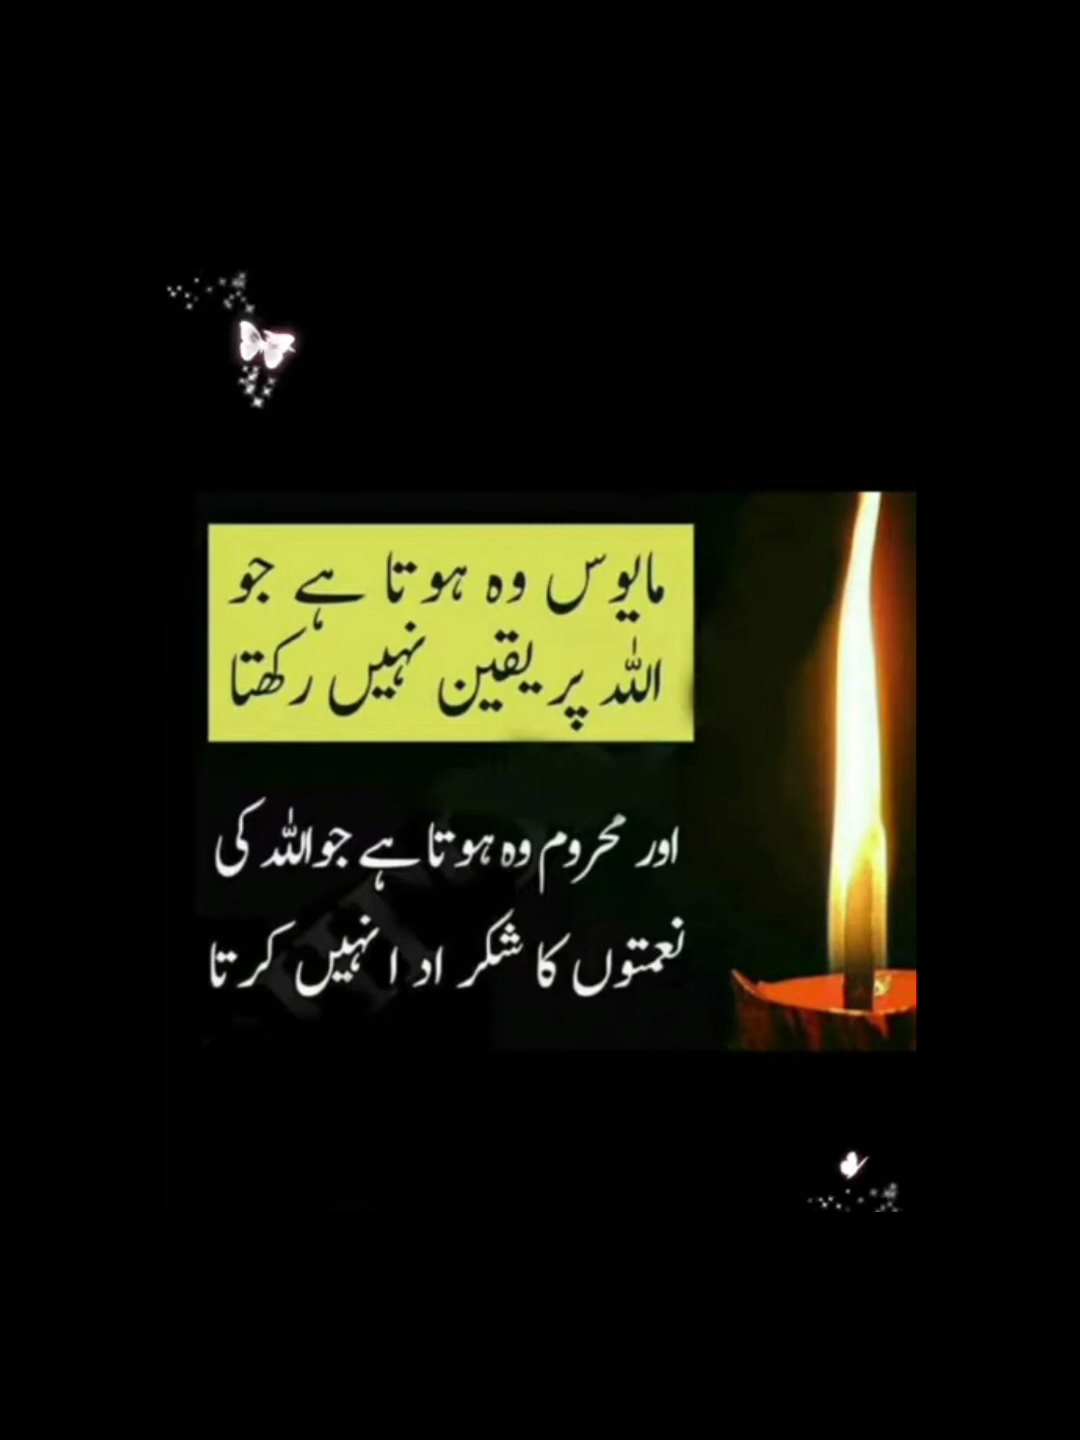 مایوس وہ ہوتا ہے جو
اللہ پر یقین نہیں رکھتا
اور محروم وہ ہوتا ہے جو اللہ کی
نعمتوں کا شکر ادا نہیں کرتا